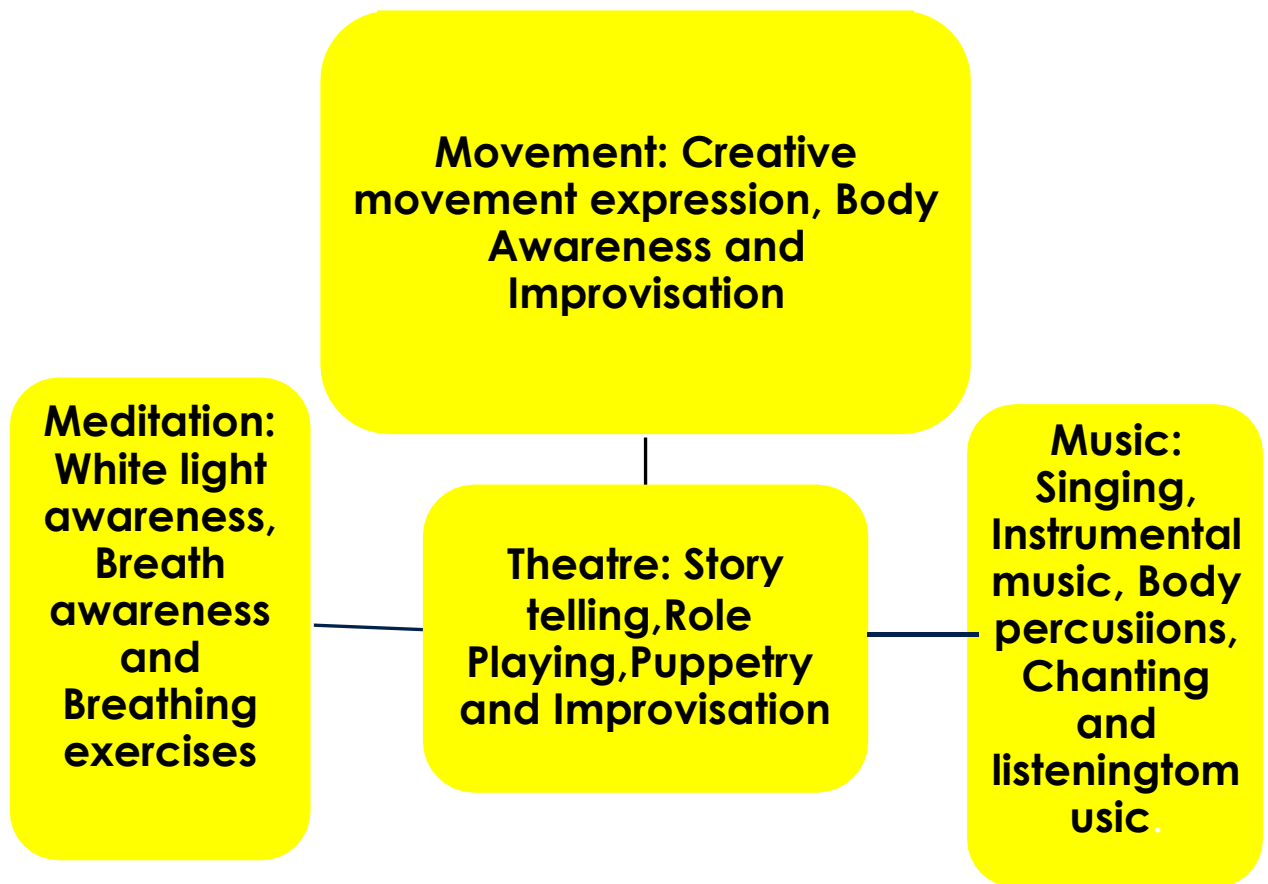 Movement: Creative
movement expression, Body
Awareness and
Improvisation
Meditation:
White light
awareness,
Breath
awareness
and
Breathing
exercises
Theatre: Story
telling,Role
Playing,Puppetry
and Improvisation
Music:
Singing,
Instrumental
music, Body
percusiions,
Chanting
and
listeningtom
usic.